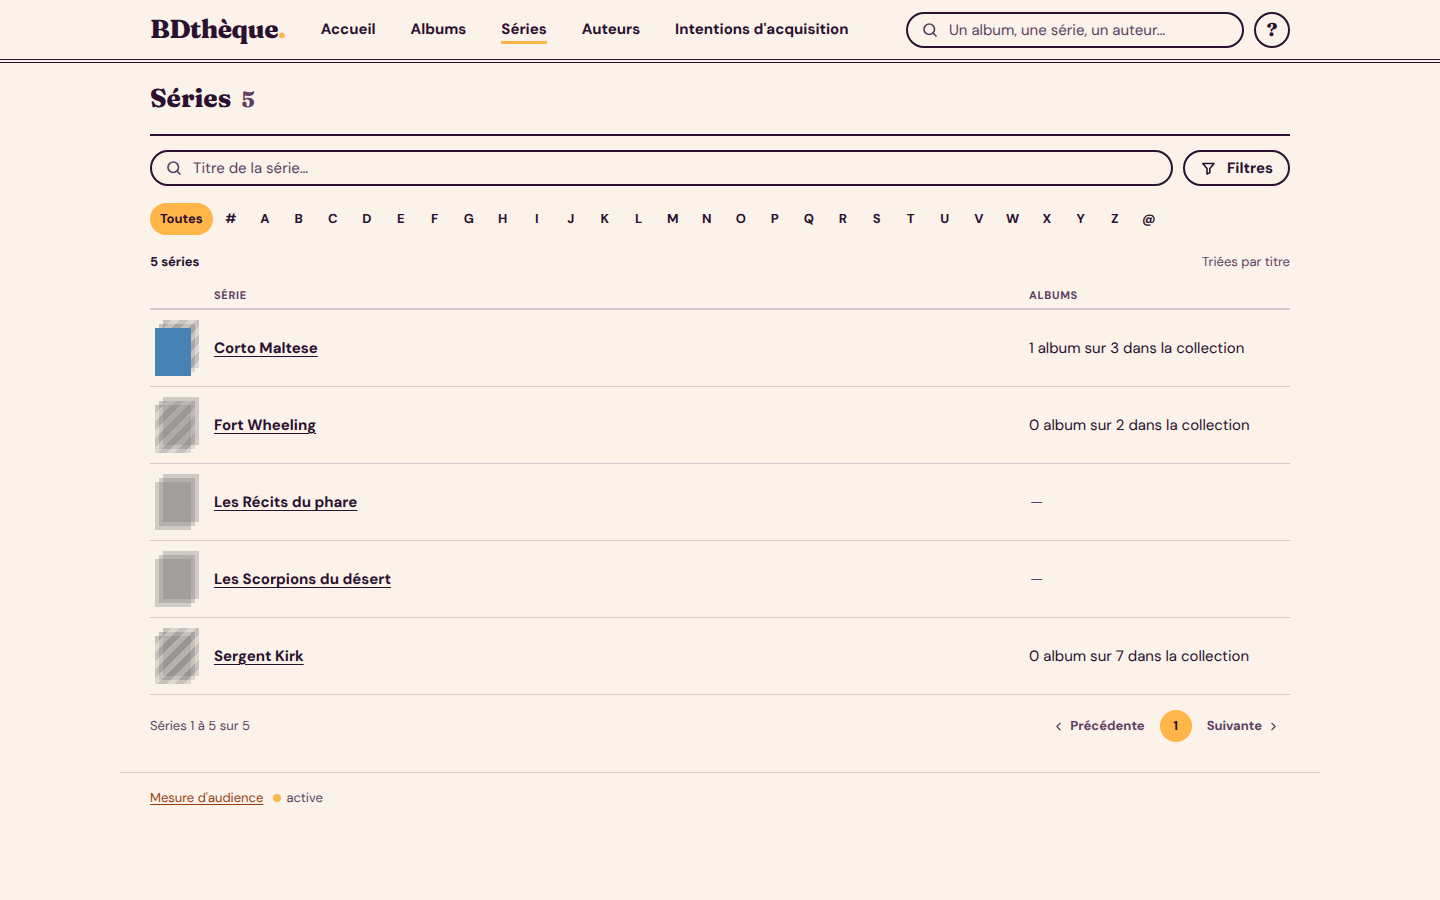 BDthèque. Accueil Albums Séries Auteurs Intentions d'acquisition Un album, une série, un auteur... ?
Séries 5
Titre de la série... Filtres
Toutes # A B C D E F G H I J K L M N O P Q R S T U V W X Y Z @
5 séries Triées par titre
SÉRIE ALBUMS
Corto Maltese 1 album sur 3 dans la collection
Fort Wheeling 0 album sur 2 dans la collection
Les Récits du phare —
Les Scorpions du désert —
Sergent Kirk 0 album sur 7 dans la collection
Séries 1 à 5 sur 5 Précédente 1 Suivante
Mesure d'audience active